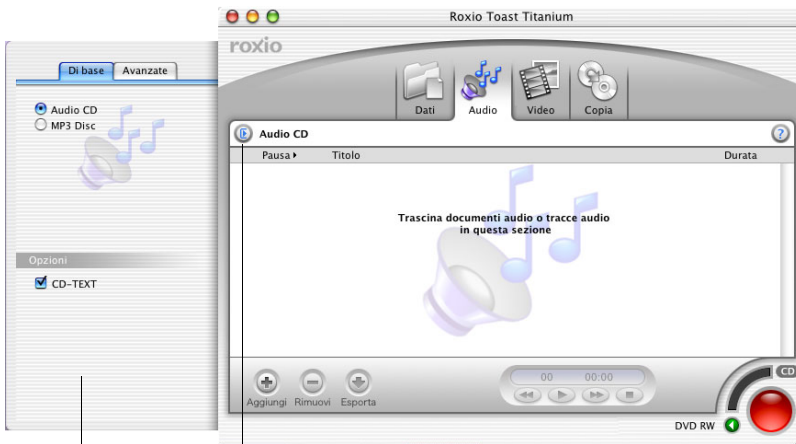 Roxio Toast Titanium
roxio
Di base Avanzate
Dati Audio Video Copia
Audio CD
MP3 Disc
Audio CD ?
Pausa Titolo Durata
Trascina documenti audio o tracce audio
in questa sezione
Opzioni
CD-TEXT
00 00:00
Aggiungi Rimuovi Esporta
CD
DVD RW